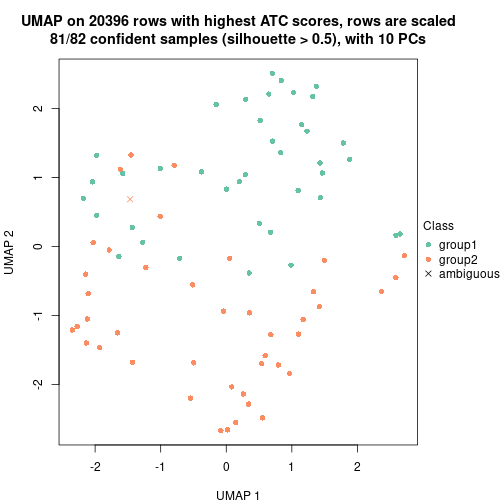 UMAP on 20396 rows with highest ATC scores, rows are scaled
81/82 confident samples (silhouette > 0.5), with 10 PCs
2
1
0
-1
-2
UMAP 2
-2
-1
0
1
2
UMAP 1
Class
group1
group2
ambiguous